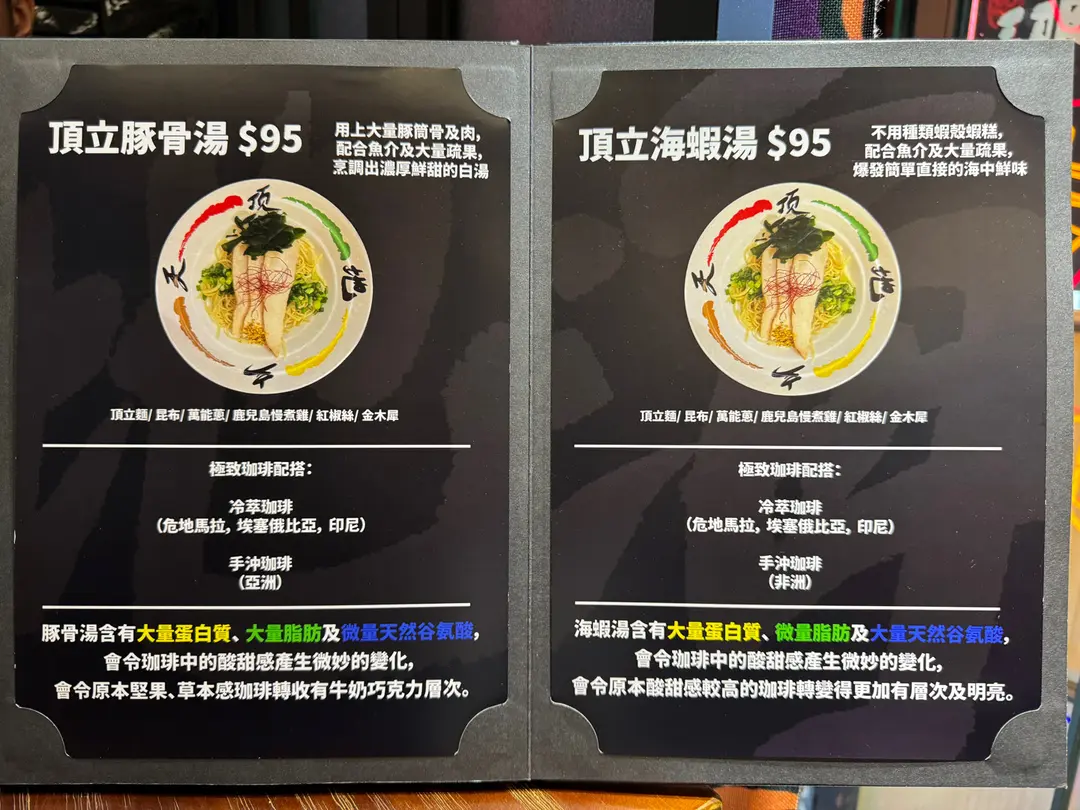 頂立豚骨湯 $95
用上大量豚筒骨及肉,
配合魚介及大量疏果,
烹調出濃厚鮮甜的白湯
頂
天
地
立
頂立麵/ 昆布/ 萬能蔥/ 鹿兒島慢煮雞/ 紅椒絲/ 金木犀
極致珈琲配搭:
冷萃珈琲
(危地馬拉, 埃塞俄比亞, 印尼)
手沖珈琲
(亞洲)
豚骨湯含有大量蛋白質、大量脂肪及微量天然谷氨酸,
會令珈琲中的酸甜感產生微妙的變化,
會令原本堅果、草本感珈琲轉收有牛奶巧克力層次。
頂立海蝦湯 $95
不用種類蝦殼蝦糕,
配合魚介及大量疏果,
爆發簡單直接的海中鮮味
頂
天
地
立
頂立麵/ 昆布/ 萬能蔥/ 鹿兒島慢煮雞/ 紅椒絲/ 金木犀
極致珈琲配搭:
冷萃珈琲
(危地馬拉, 埃塞俄比亞, 印尼)
手沖珈琲
(非洲)
海蝦湯含有大量蛋白質、微量脂肪及大量天然谷氨酸,
會令珈琲中的酸甜感產生微妙的變化,
會令原本酸甜感較高的珈琲轉變得更加有層次及明亮。